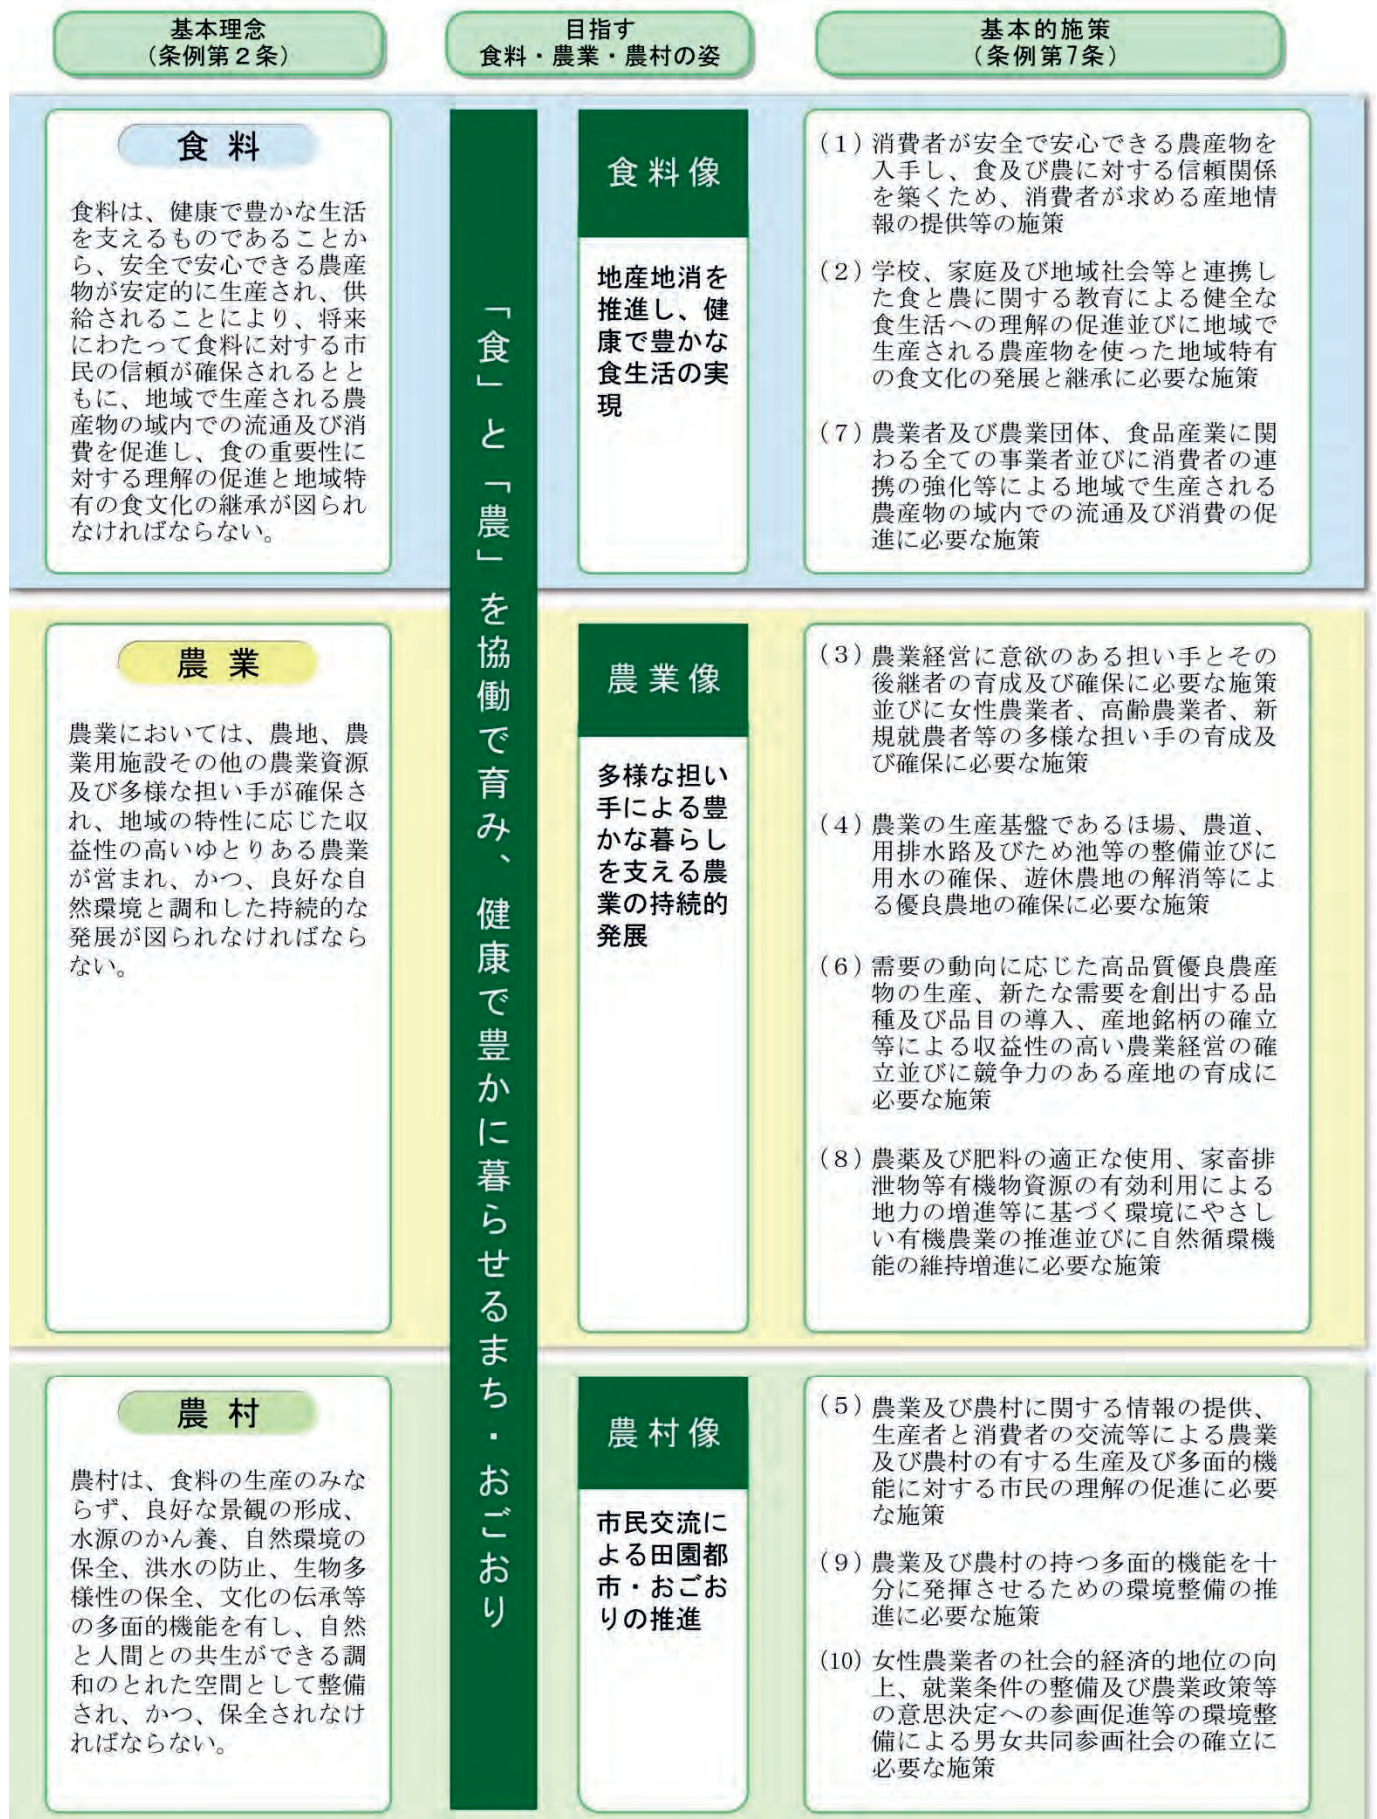 基本理念
(条例第２条)
目指す
食料・農業・農村の姿
基本的施策
(条例第7条)
「食」と「農」を協働で育み、健康で豊かに暮らせるまち・おごおり
食料
食料は、健康で豊かな生活
を支えるものであることか
ら、安全で安心できる農産
物が安定的に生産され、供
給されることにより、将来
にわたって食料に対する市
民の信頼が確保されるとと
もに、地域で生産される農
産物の域内での流通及び消
費を促進し、食の重要性に
対する理解の促進と地域特
有の食文化の継承が図られ
なければならない。
食料像
地産地消を
推進し、健
康で豊かな
食生活の実
現
(１)消費者が安全で安心できる農産物を
入手し、食及び農に対する信頼関係
を築くため、消費者が求める産地情
報の提供等の施策
(２)学校、家庭及び地域社会等と連携し
た食と農に関する教育による健全な
食生活への理解の促進並びに地域で
生産される農産物を使った地域特有
の食文化の発展と継承に必要な施策
(７)農業者及び農業団体、食品産業に関
わる全ての事業者並びに消費者の連
携の強化等による地域で生産される
農産物の域内での流通及び消費の促
進に必要な施策
農業
農業においては、農地、農
業用施設その他の農業資源
及び多様な担い手が確保さ
れ、地域の特性に応じた収
益性の高いゆとりある農業
が営まれ、かつ、良好な自
然環境と調和した持続的な
発展が図られなければなら
ない。
農業像
多様な担い
手による豊
かな暮らし
を支える農
業の持続的
発展
(３)農業経営に意欲のある担い手とその
後継者の育成及び確保に必要な施策
並びに女性農業者、高齢農業者、新
規就農者等の多様な担い手の育成及
び確保に必要な施策
(４)農業の生産基盤であるほ場、農道、
用排水路及びため池等の整備並びに
用水の確保、遊休農地の解消等によ
る優良農地の確保に必要な施策
(６)需要の動向に応じた高品質優良農産
物の生産、新たな需要を創出する品
種及び品目の導入、産地銘柄の確立
等による収益性の高い農業経営の確
立並びに競争力のある産地の育成に
必要な施策
(８)農薬及び肥料の適正な使用、家畜排
泄物等有機物資源の有効利用による
地力の増進等に基づく環境にやさし
い有機農業の推進並びに自然循環機
能の維持増進に必要な施策
農村
農村は、食料の生産のみな
らず、良好な景観の形成、
水源のかん養、自然環境の
保全、洪水の防止、生物多
様性の保全、文化の伝承等
の多面的機能を有し、自然
と人間との共生ができる調
和のとれた空間として整備
され、かつ、保全されなけ
ればならない。
農村像
市民交流に
よる田園都
市・おごお
りの推進
(５)農業及び農村に関する情報の提供、
生産者と消費者の交流等による農業
及び農村の有する生産及び多面的機
能に対する市民の理解の促進に必要
な施策
(９)農業及び農村の持つ多面的機能を十
分に発揮させるための環境整備の推
進に必要な施策
(10)女性農業者の社会的経済的地位の向
上、就業条件の整備及び農業政策等
の意思決定への参画促進等の環境整
備による男女共同参画社会の確立に
必要な施策